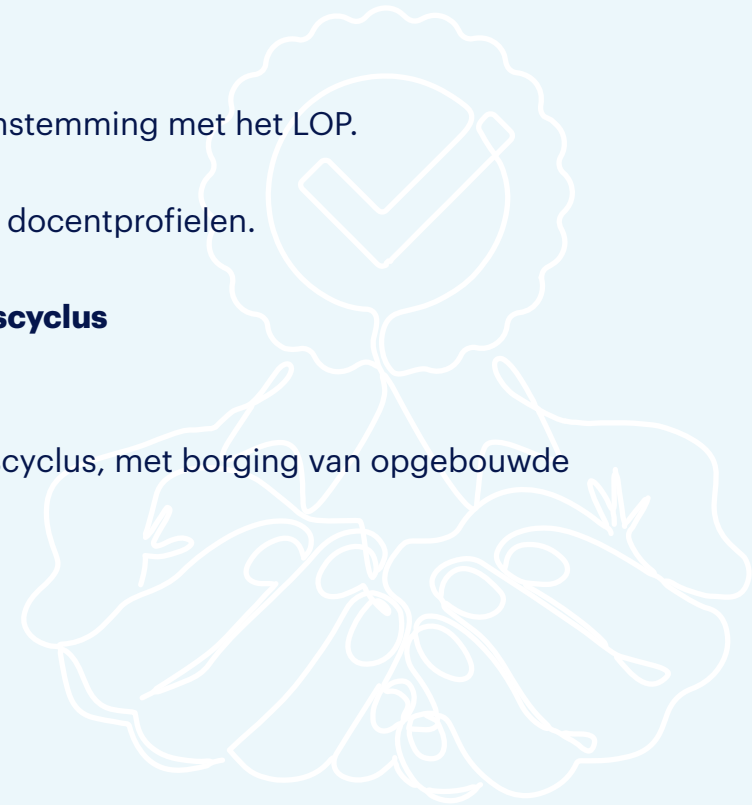 nstemming met het LOP.
docentprofielen.
scyclus
cyclus, met borging van opgebouwde